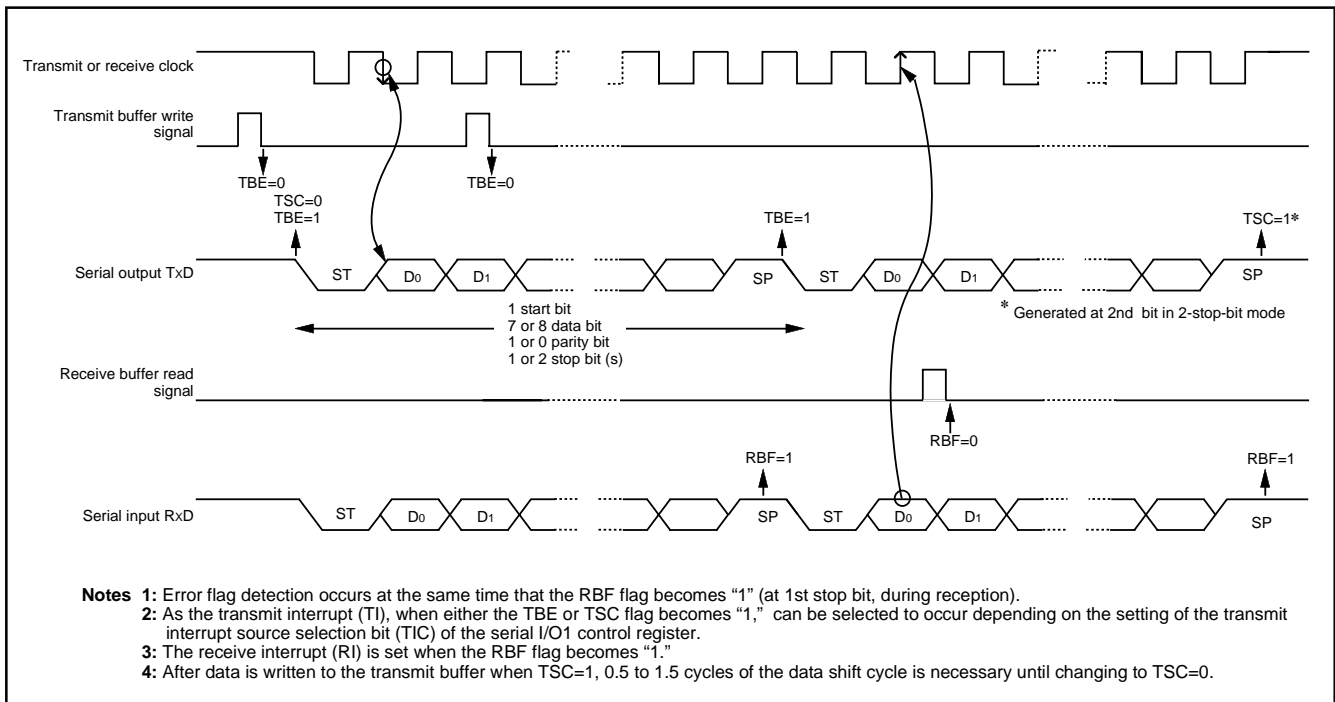 Transmit or receive clock
Transmit buffer write
signal
TBE=0
TSC=0
TBE=1
TBE=0
TBE=1
TSC=1*
Serial output TxD
ST
D0
D1
SP
ST
D0
D1
SP
1 start bit
7 or 8 data bit
1 or 0 parity bit
1 or 2 stop bit (s)
* Generated at 2nd bit in 2-stop-bit mode
Receive buffer read
signal
RBF=0
RBF=1
RBF=1
Serial input RxD
ST
D0
D1
SP
ST
D0
D1
SP
Notes 1: Error flag detection occurs at the same time that the RBF flag becomes “1” (at 1st stop bit, during reception).
2: As the transmit interrupt (TI), when either the TBE or TSC flag becomes “1,” can be selected to occur depending on the setting of the transmit
interrupt source selection bit (TIC) of the serial I/O1 control register.
3: The receive interrupt (RI) is set when the RBF flag becomes “1.”
4: After data is written to the transmit buffer when TSC=1, 0.5 to 1.5 cycles of the data shift cycle is necessary until changing to TSC=0.